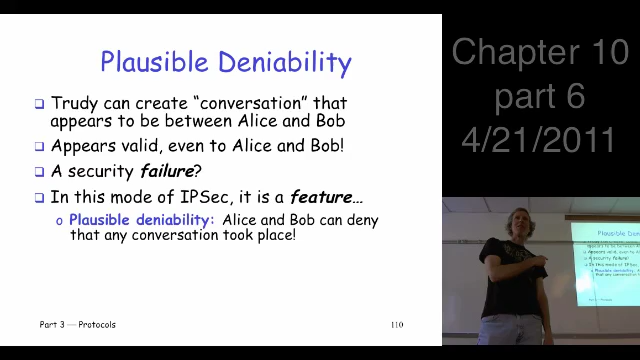 Plausible Deniability
Trudy can create “conversation” that
appears to be between Alice and Bob
Appears valid, even to Alice and Bob!
A security failure?
In this mode of IPSec, it is a feature…
Plausible deniability: Alice and Bob can deny
that any conversation took place!
Part 3 — Protocols
110
Chapter 10
part 6
4/21/2011